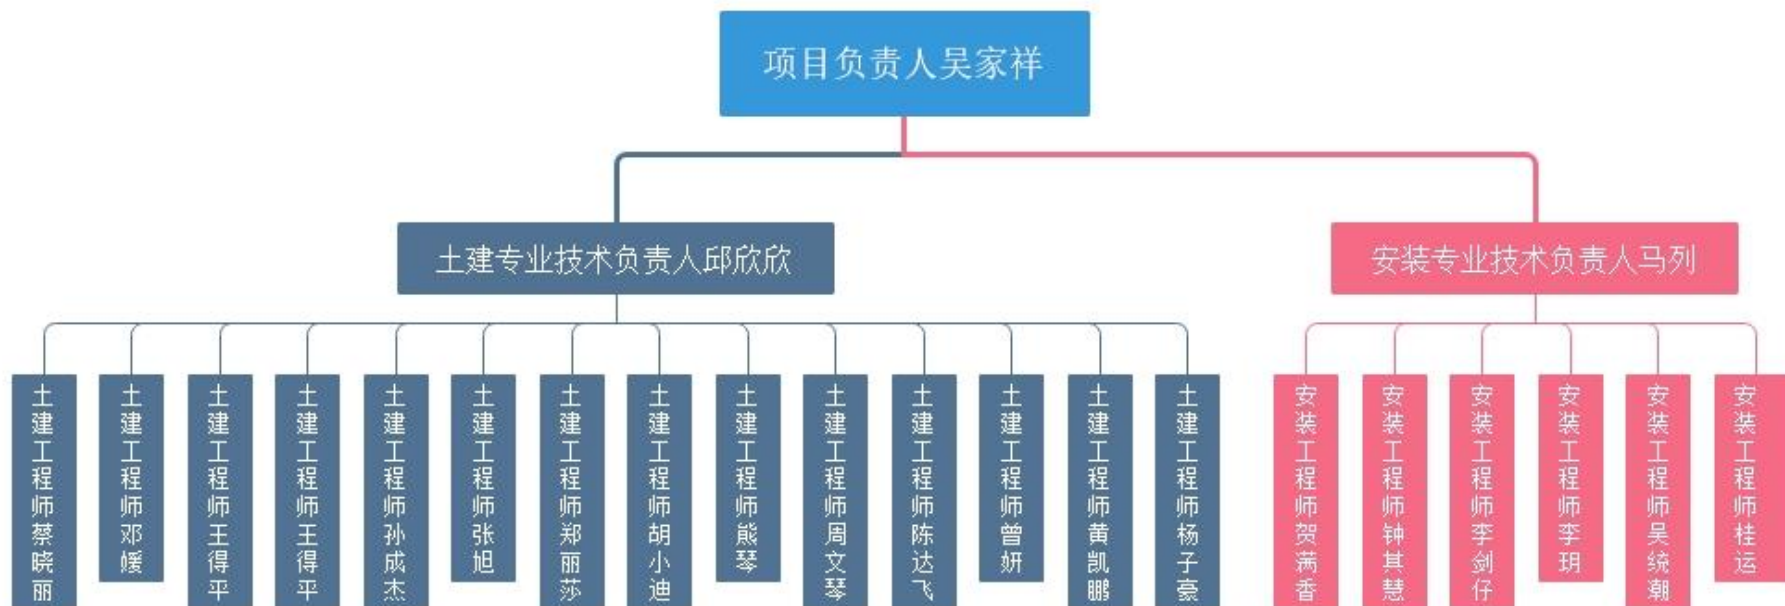 项目负责人吴家祥
土建专业技术负责人邱欣欣
安装专业技术负责人马列
土建工程师蔡晓丽
土建工程师邓媛
土建工程师王得平
土建工程师王得平
土建工程师孙成杰
土建工程师张旭
土建工程师郑丽莎
土建工程师胡小迪
土建工程师熊琴
土建工程师周文琴
土建工程师陈达飞
土建工程师曾妍
土建工程师黄凯鹏
土建工程师杨子豪
安装工程师贺满香
安装工程师钟其慧
安装工程师李剑仔
安装工程师李玥
安装工程师吴统潮
安装工程师桂运